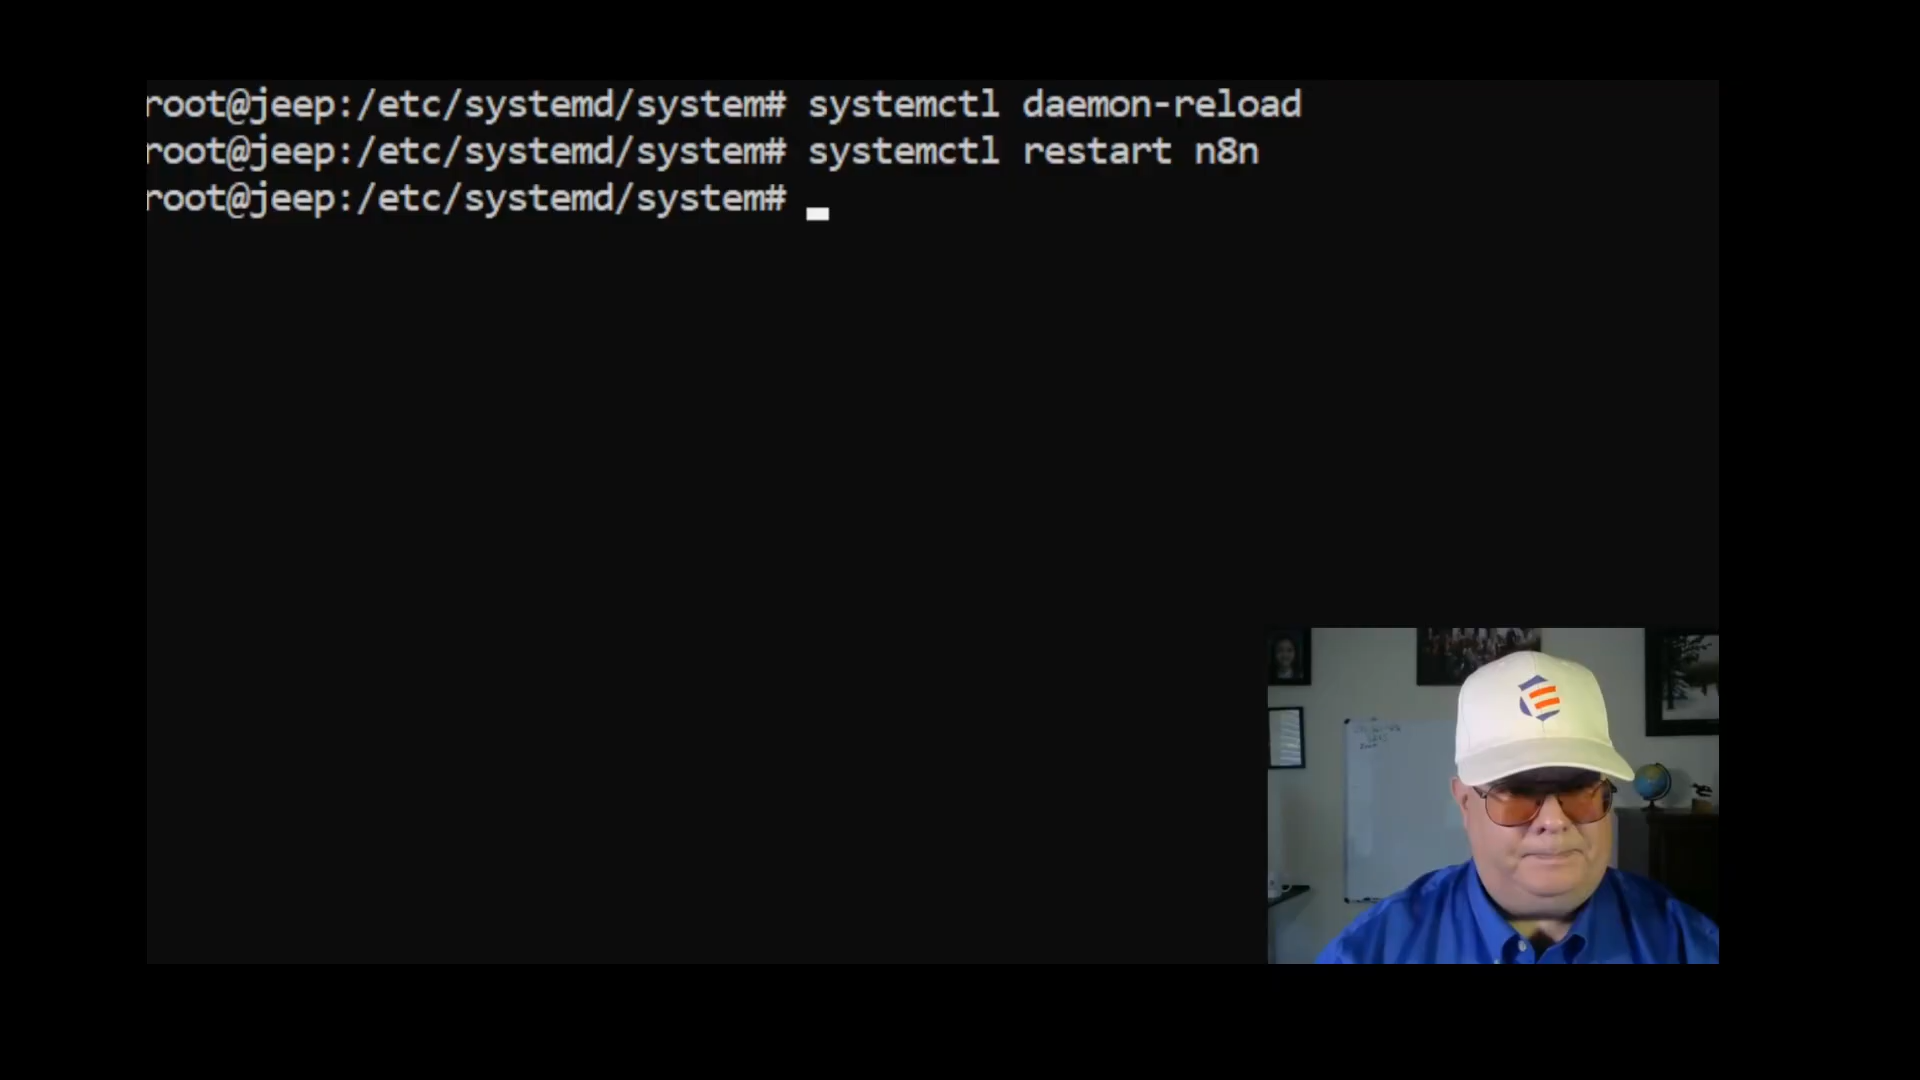 root@jeep:/etc/systemd/system# systemctl daemon-reload
root@jeep:/etc/systemd/system# systemctl restart n8n
root@jeep:/etc/systemd/system#